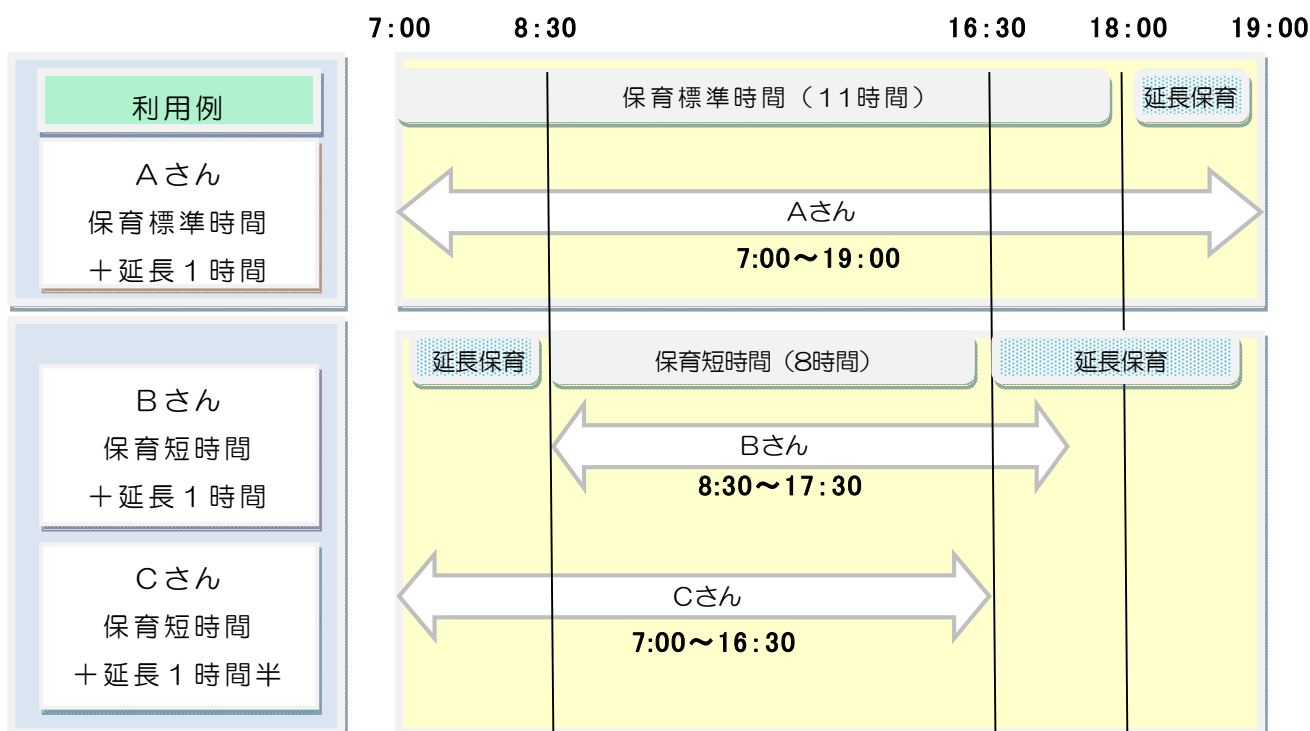 7:00 8:30 16:30 18:00 19:00
利用例
保育標準時間（11時間）
延長保育
Aさん
保育標準時間
＋延長１時間
Aさん
7:00～19:00
延長保育
保育短時間（8時間）
延長保育
Bさん
保育短時間
＋延長１時間
Bさん
8:30～17:30
Cさん
保育短時間
＋延長１時間半
Cさん
7:00～16:30